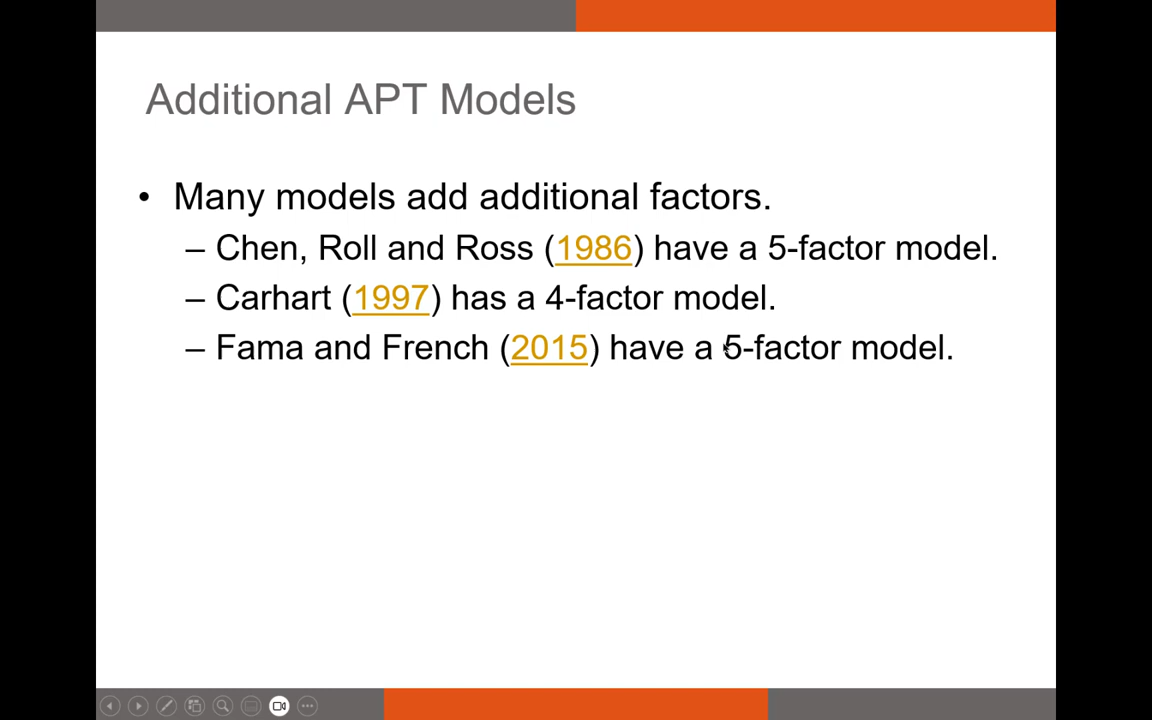 Additional APT Models
• Many models add additional factors.
– Chen, Roll and Ross (1986) have a 5-factor model.
– Carhart (1997) has a 4-factor model.
– Fama and French (2015) have a 5-factor model.